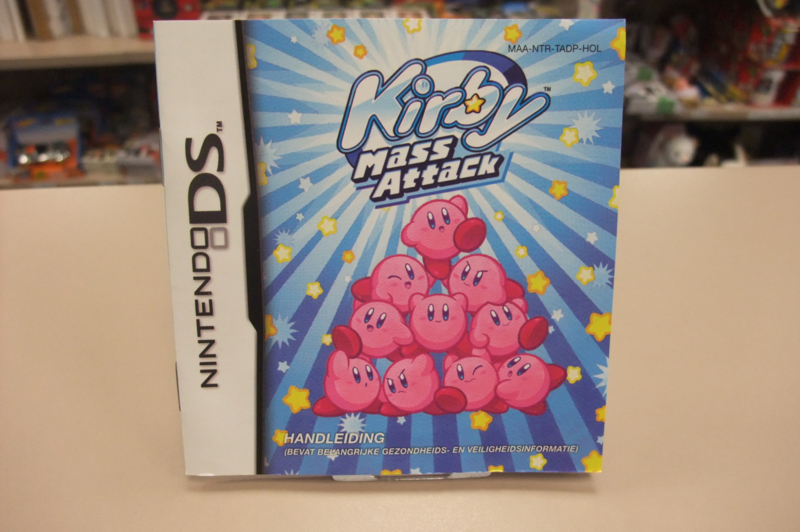 MAA-NTR-TADP-HOL
Kirby™
Mass
Attack
NINTENDO DS™
HANDLEIDING
(BEVAT BELANGRIJKE GEZONDHEIDS- EN VEILIGHEIDSINFORMATIE)